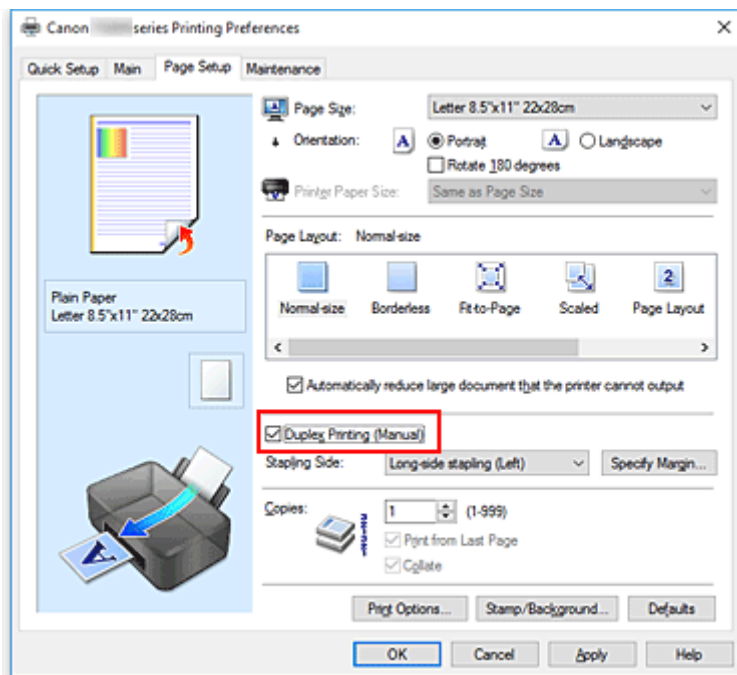 Canon series Printing Preferences
Quick Setup Main Page Setup Maintenance
Page Size: Letter 8.5"x11" 22x28cm
Orientation: A Portrait A Landscape
Rotate 180 degrees
Printer Paper Size: Same as Page Size
Page Layout: Normal-size
2
Normal-size Borderless Fit-to-Page Scaled Page Layout
Automatically reduce large document that the printer cannot output
Plain Paper
Letter 8.5"x11" 22x28cm
Duplex Printing (Manual)
Stapling Side: Long-side stapling (Left) Specify Margin...
Copies: 1 (1-999)
Print from Last Page
Collate
A
Print Options... Stamp/Background... Defaults
OK Cancel Apply Help